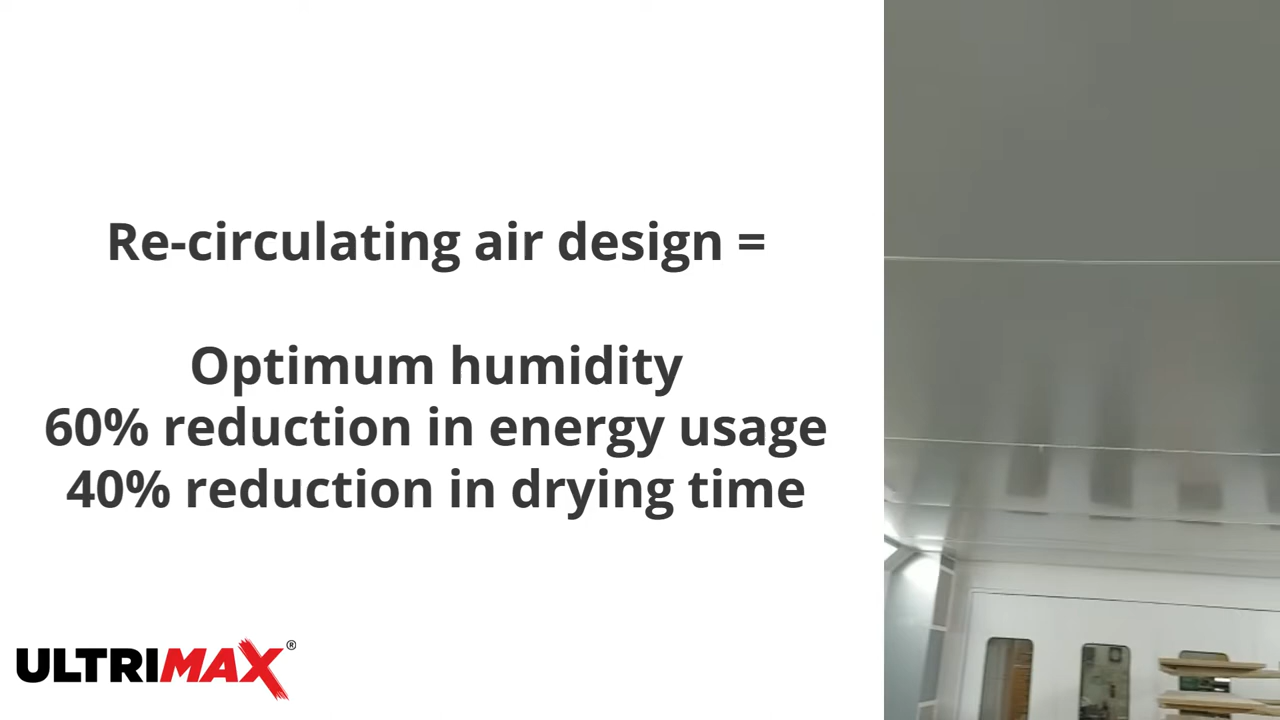 Re-circulating air design =
Optimum humidity
60% reduction in energy usage
40% reduction in drying time
ULTRIMAX®